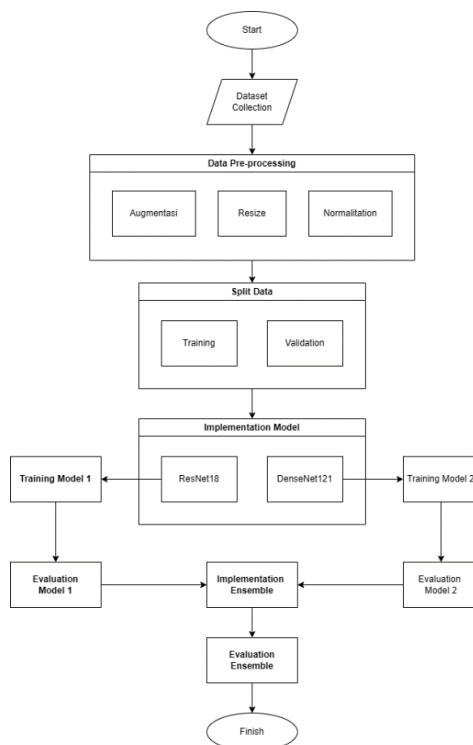 Start
Dataset
Collection
Data Pre-processing
Augmentasi
Resize
Normalitation
Split Data
Training
Validation
Implementation Model
Training Model 1
ResNet18
DenseNet121
Training Model 2
Evaluation
Model 1
Implementation
Ensemble
Evaluation
Model 2
Evaluation
Ensemble
Finish